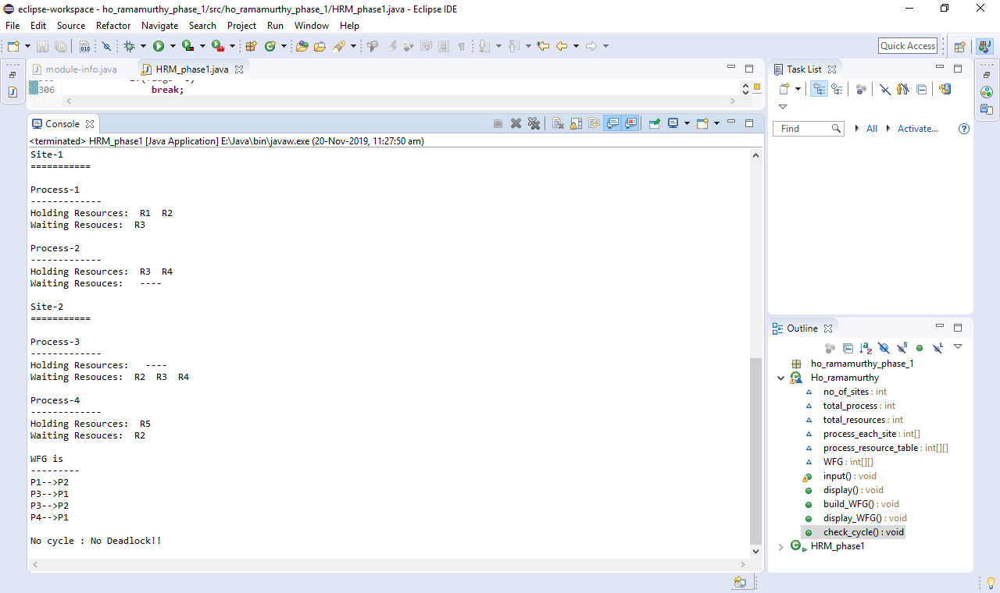 eclipse-workspace - ho_ramamurthy_phase_1/src/ho_ramamurthy_phase_1/HRM_phase1.java - Eclipse IDE
File Edit Source Refactor Navigate Search Project Run Window Help
Quick Access
module-info.java HRM_phase1.java
306 break;
Console
<terminated> HRM_phase1 [Java Application] E:\Java\bin\javaw.exe (20-Nov-2019, 11:27:50 am)
Site-1
===========
Process-1
-------------
Holding Resources:  R1  R2
Waiting Resouces:  R3
Process-2
-------------
Holding Resources:  R3  R4
Waiting Resouces:   ----
Site-2
===========
Process-3
-------------
Holding Resources:   ----
Waiting Resouces:  R2  R3  R4
Process-4
-------------
Holding Resources:  R5
Waiting Resouces:  R2
WFG is
---------
P1-->P2
P3-->P1
P3-->P2
P4-->P1
No cycle : No Deadlock!!
Task List
Find All Activate...
Outline
ho_ramamurthy_phase_1
Ho_ramamurthy
no_of_sites : int
total_process : int
total_resources : int
process_each_site : int[]
process_resource_table : int[][]
WFG : int[][]
input() : void
display() : void
build_WFG() : void
display_WFG() : void
check_cycle() : void
HRM_phase1